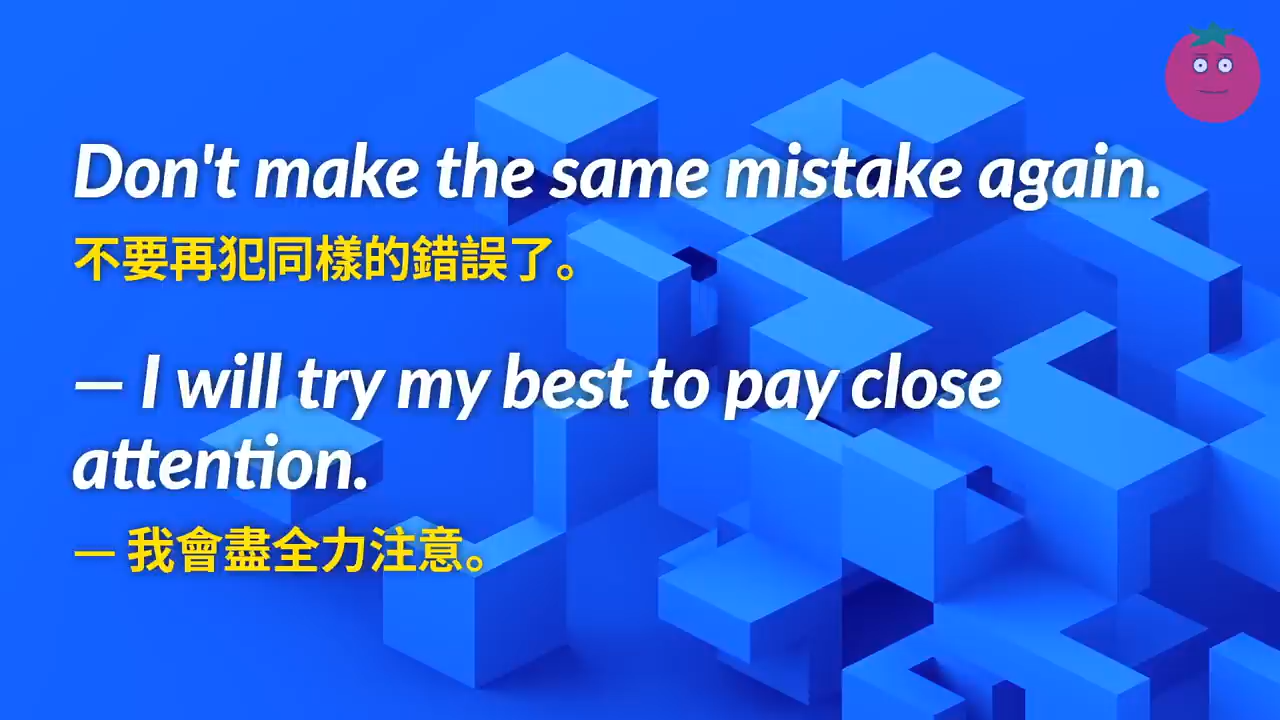 Don't make the same mistake again.
不要再犯同樣的錯誤了。
— I will try my best to pay close
attention.
— 我會盡全力注意。